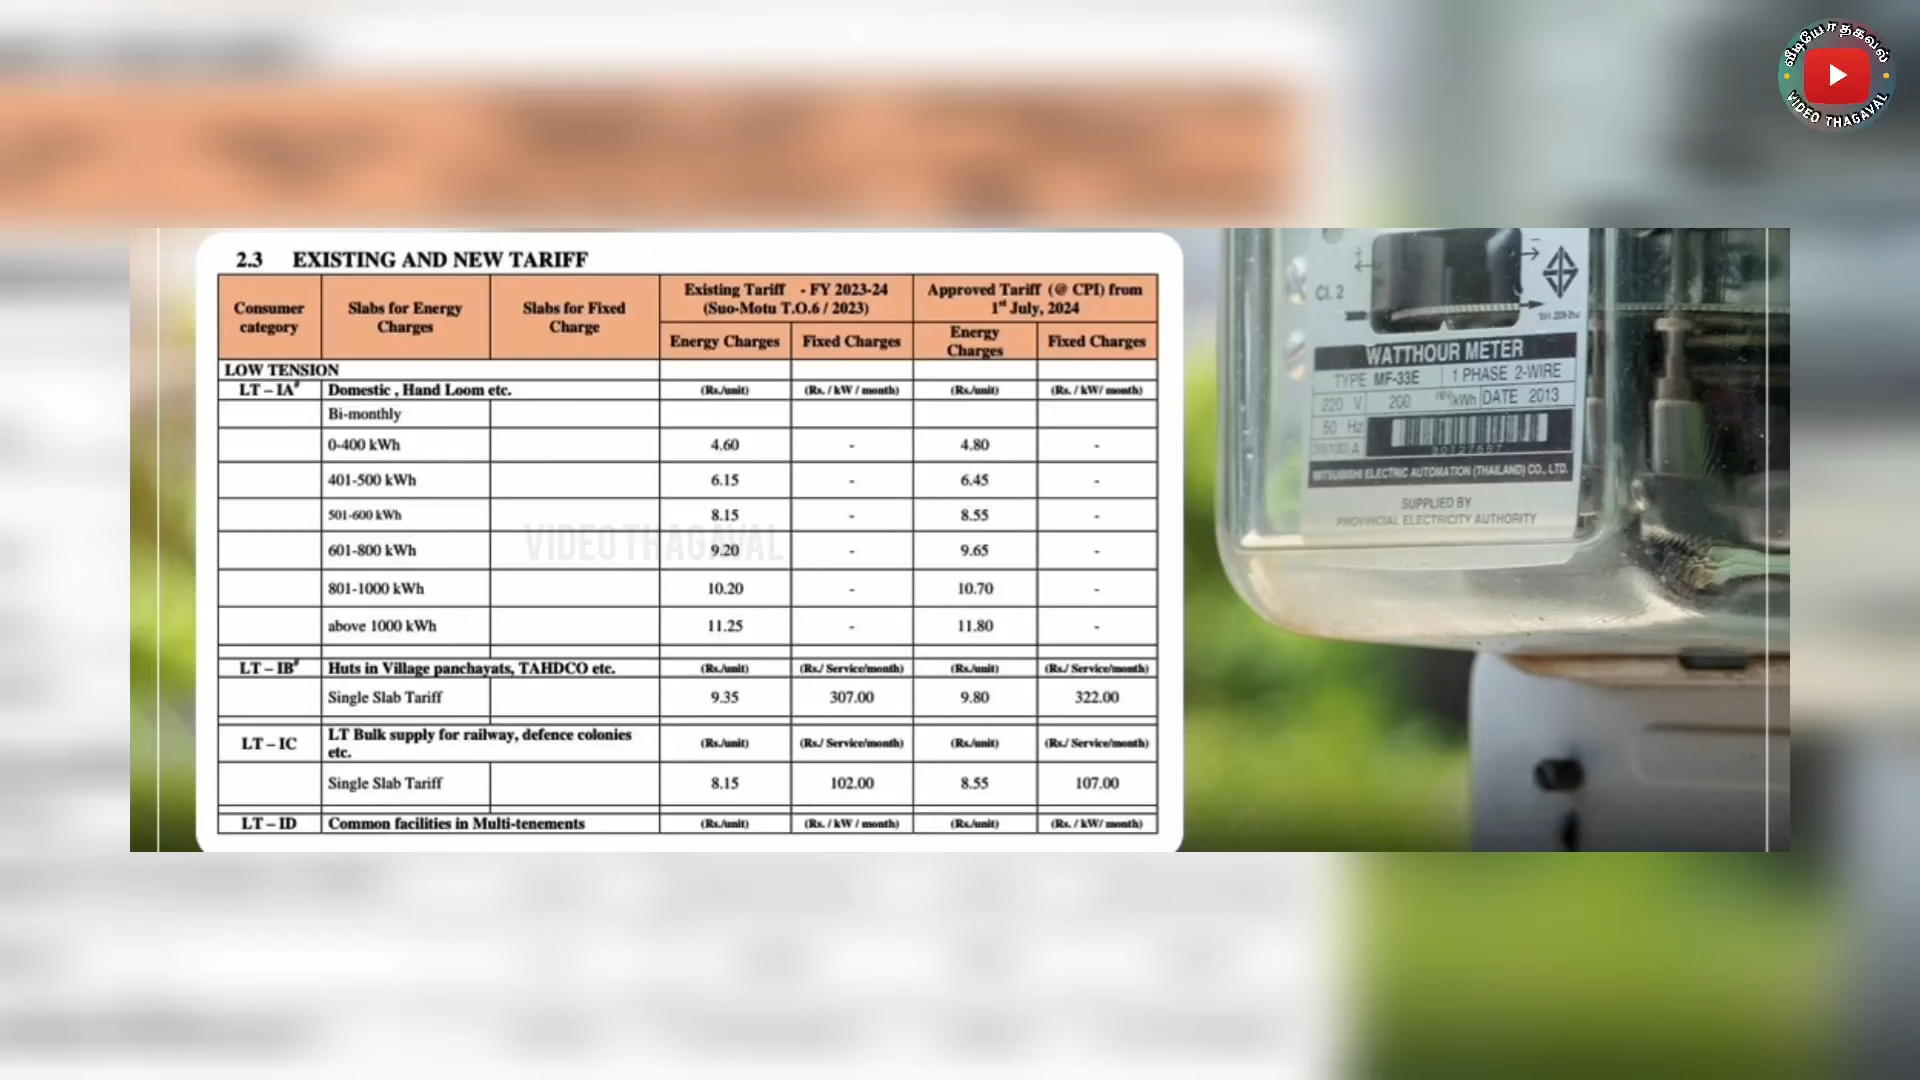 வீடியோ தகவல்
VIDEO THAGAVAL
2.3 EXISTING AND NEW TARIFF
Consumer category | Slabs for Energy Charges | Slabs for Fixed Charge | Existing Tariff - FY 2023-24 (Suo-Motu T.O.6 / 2023) | Approved Tariff (@ CPI) from 1st July, 2024
Energy Charges | Fixed Charges | Energy Charges | Fixed Charges
LOW TENSION
LT – IA# | Domestic , Hand Loom etc. | (Rs./unit) | (Rs. / kW / month) | (Rs./unit) | (Rs. / kW/ month)
Bi-monthly
0-400 kWh | 4.60 | - | 4.80 | -
401-500 kWh | 6.15 | - | 6.45 | -
501-600 kWh | 8.15 | - | 8.55 | -
VIDEO THAGAVAL
601-800 kWh | 9.20 | - | 9.65 | -
801-1000 kWh | 10.20 | - | 10.70 | -
above 1000 kWh | 11.25 | - | 11.80 | -
LT – IB# | Huts in Village panchayats, TAHDCO etc. | (Rs./unit) | (Rs./ Service/month) | (Rs./unit) | (Rs./ Service/month)
Single Slab Tariff | 9.35 | 307.00 | 9.80 | 322.00
LT – IC | LT Bulk supply for railway, defence colonies etc. | (Rs./unit) | (Rs./ Service/month) | (Rs./unit) | (Rs./ Service/month)
Single Slab Tariff | 8.15 | 102.00 | 8.55 | 107.00
LT – ID | Common facilities in Multi-tenements | (Rs./unit) | (Rs. / kW / month) | (Rs./unit) | (Rs. / kW/ month)
Cl. 2
WATTHOUR METER
TYPE MF-33E 1 PHASE 2-WIRE
220 V 200 rev/kWh DATE 2013
50 Hz
MITSUBISHI ELECTRIC AUTOMATION (THAILAND) CO., LTD.
SUPPLIED BY
PROVINCIAL ELECTRICITY AUTHORITY